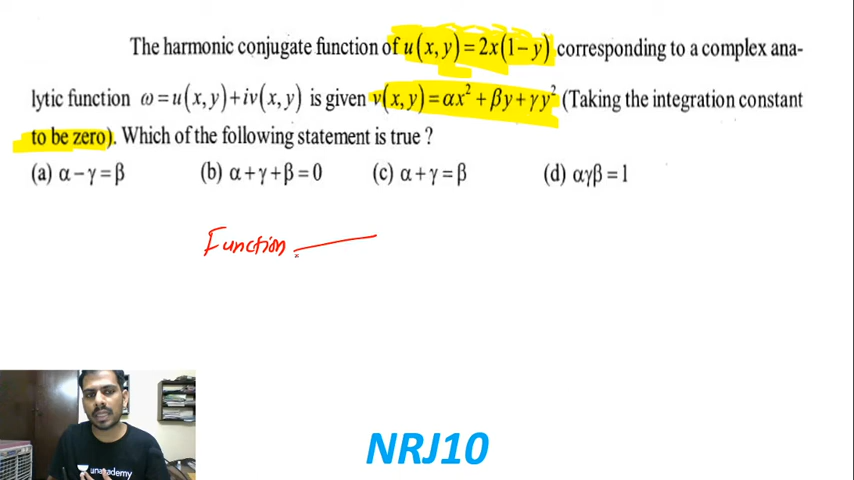 The harmonic conjugate function of u(x, y) = 2x(1−y) corresponding to a complex ana-
lytic function ω = u(x, y) + iv(x, y) is given v(x, y) = αx² + βy + γy² (Taking the integration constant
to be zero). Which of the following statement is true ?
(a) α − γ = β (b) α + γ + β = 0 (c) α + γ = β (d) αγβ = 1
Function
unacademy
NRJ10